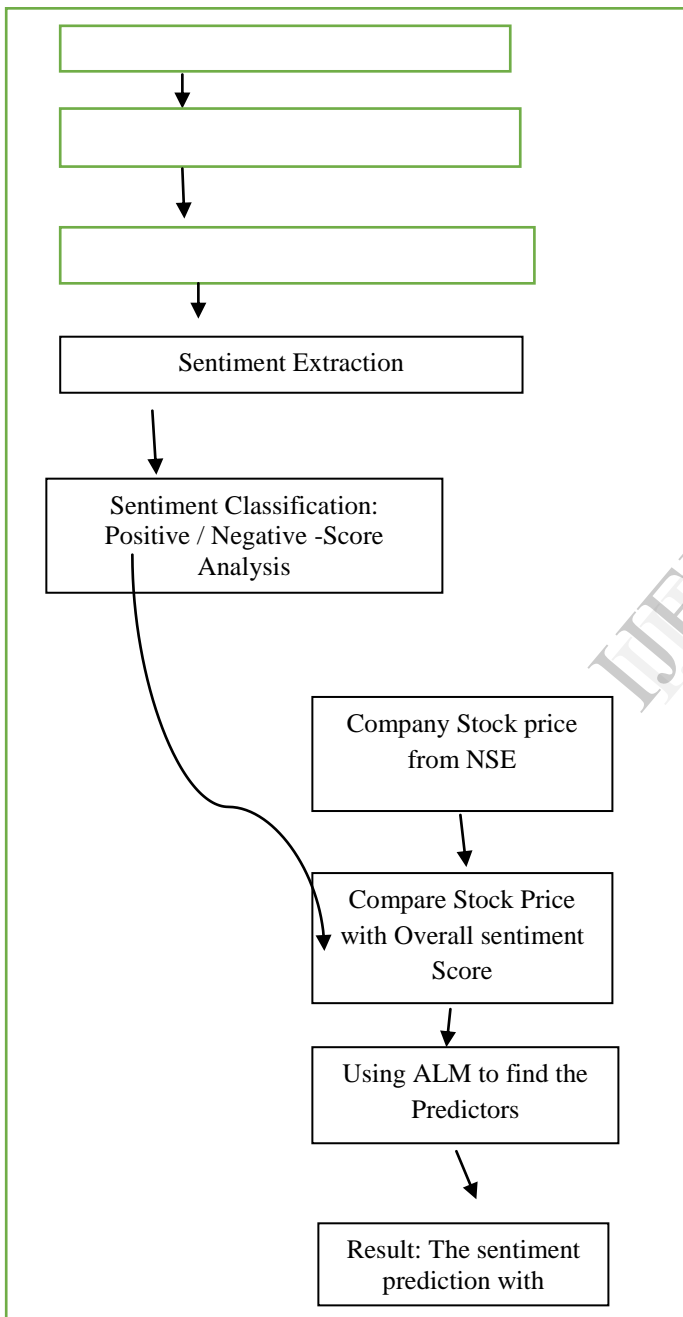 Sentiment Extraction
Sentiment Classification:
Positive / Negative -Score
Analysis
Company Stock price
from NSE
Compare Stock Price
with Overall sentiment
Score
Using ALM to find the
Predictors
Result: The sentiment
prediction with